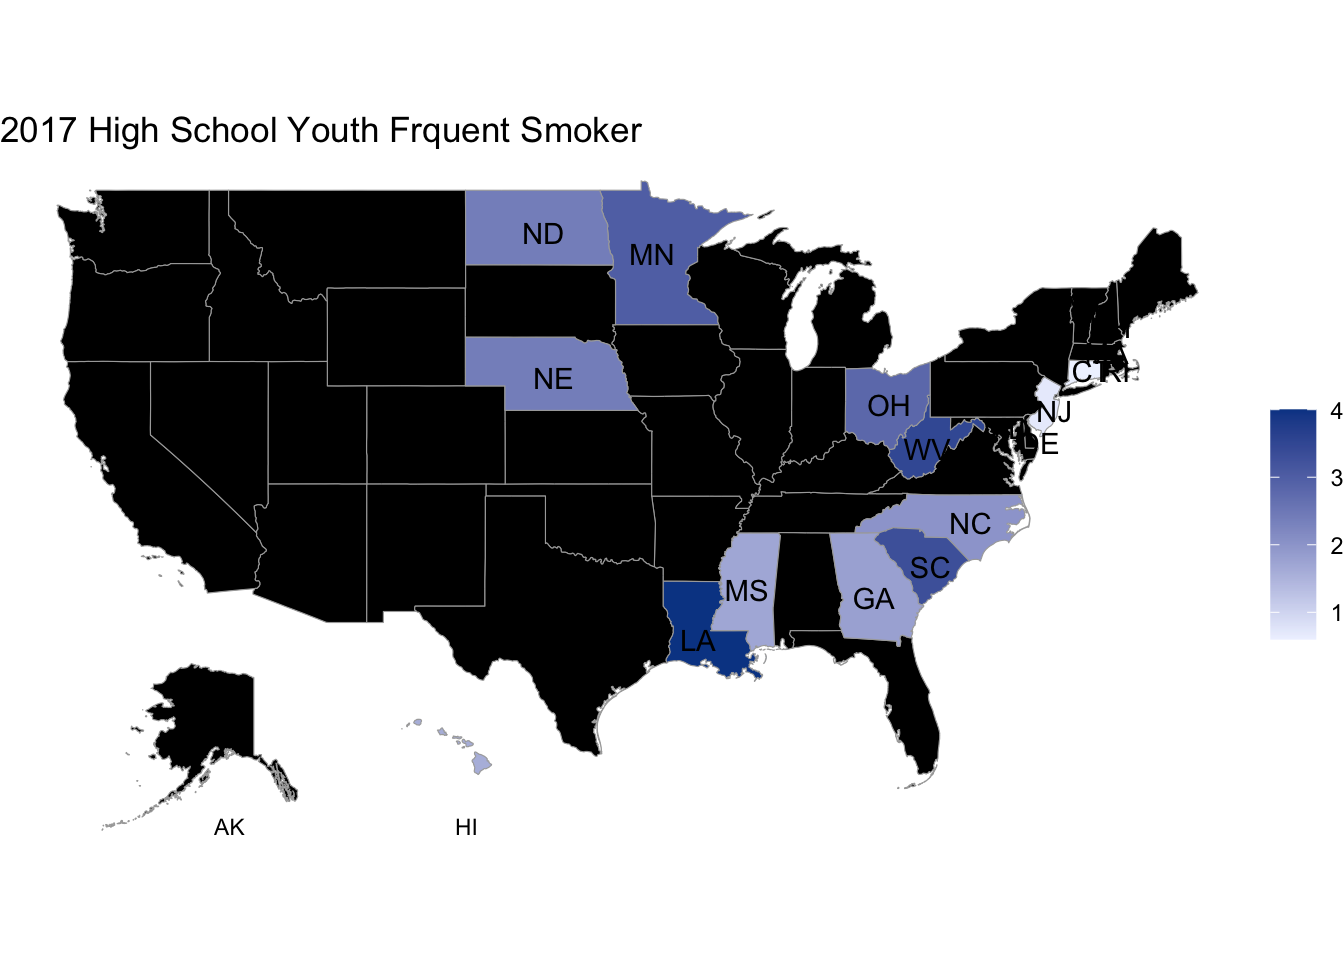 2017 High School Youth Frquent Smoker
ND
MN
NE
OH
CT
RI
NJ
WV
DE
NC
SC
MS
GA
LA
4
3
2
1
AK
HI